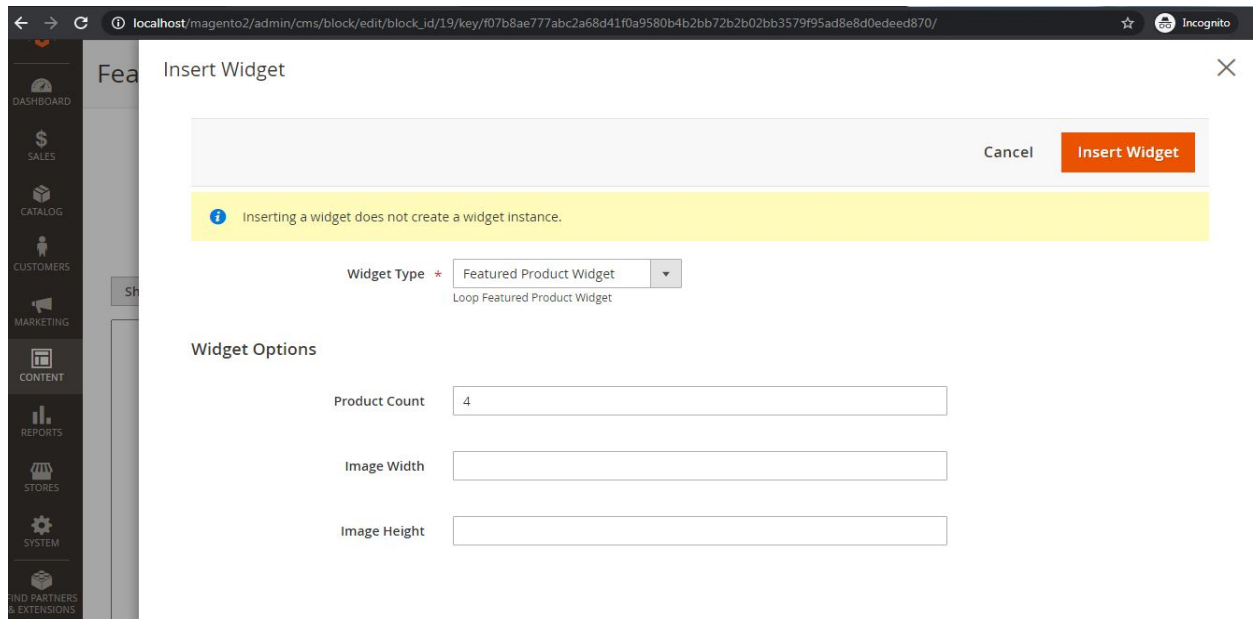 localhost/magento2/admin/cms/block/edit/block_id/19/key/f07b8ae777abc2a68d41f0a9580b4b2bb72b2b02bb3579f95ad8e8d0edeed870/
Incognito
Fea
Insert Widget
DASHBOARD
Cancel
Insert Widget
$
SALES
CATALOG
Inserting a widget does not create a widget instance.
CUSTOMERS
Widget Type * Featured Product Widget
Sh
Loop Featured Product Widget
MARKETING
Widget Options
CONTENT
Product Count 4
REPORTS
Image Width
STORES
Image Height
SYSTEM
FIND PARTNERS
& EXTENSIONS